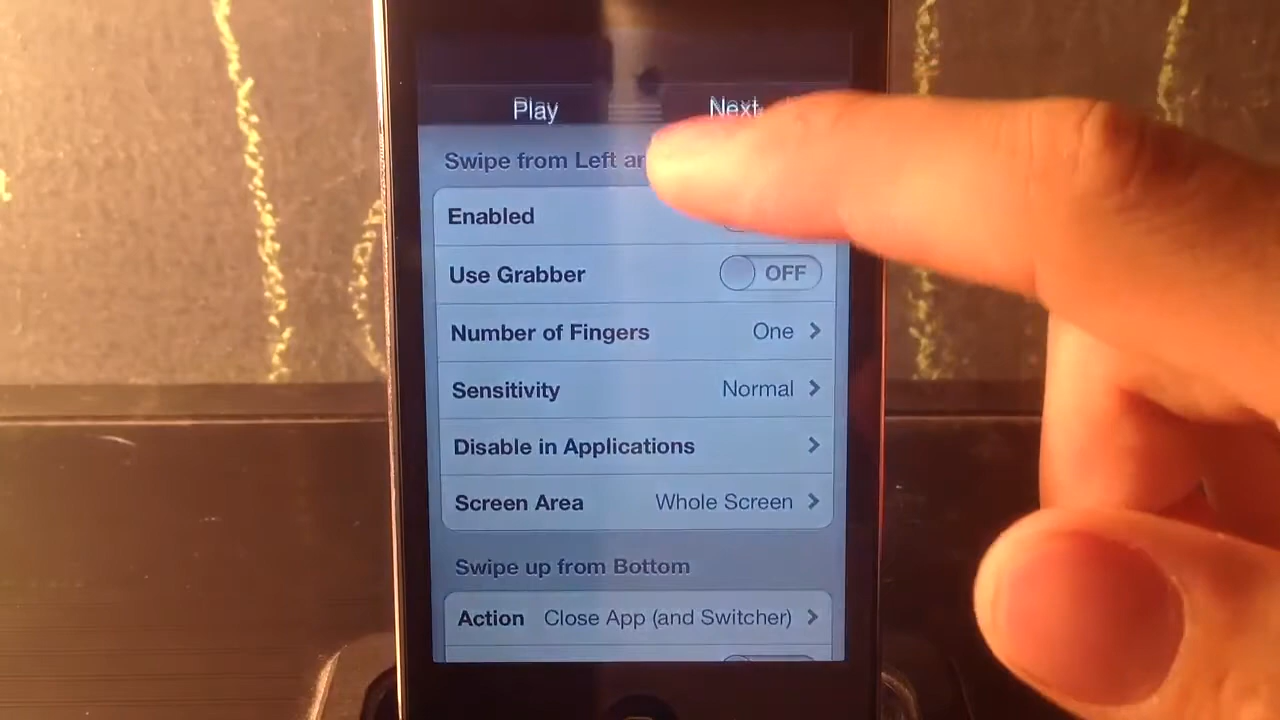 Play Next
Swipe from Left
Enabled
Use Grabber OFF
Number of Fingers One
Sensitivity Normal
Disable in Applications
Screen Area Whole Screen
Swipe up from Bottom
Action Close App (and Switcher)